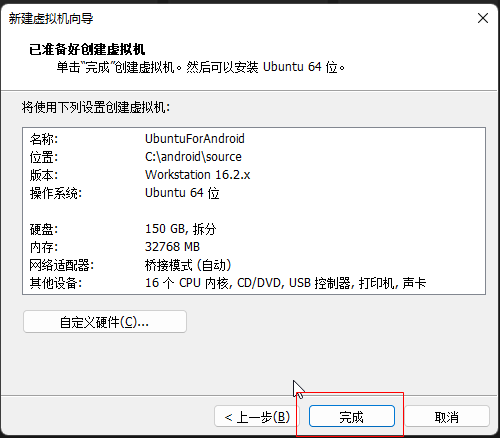 新建虚拟机向导
已准备好创建虚拟机
单击“完成”创建虚拟机。然后可以安装 Ubuntu 64 位。
将使用下列设置创建虚拟机:
名称: UbuntuForAndroid
位置: C:\android\source
版本: Workstation 16.2.x
操作系统: Ubuntu 64 位
硬盘: 150 GB, 拆分
内存: 32768 MB
网络适配器: 桥接模式 (自动)
其他设备: 16 个 CPU 内核, CD/DVD, USB 控制器, 打印机, 声卡
自定义硬件(C)...
< 上一步(B) 完成 取消